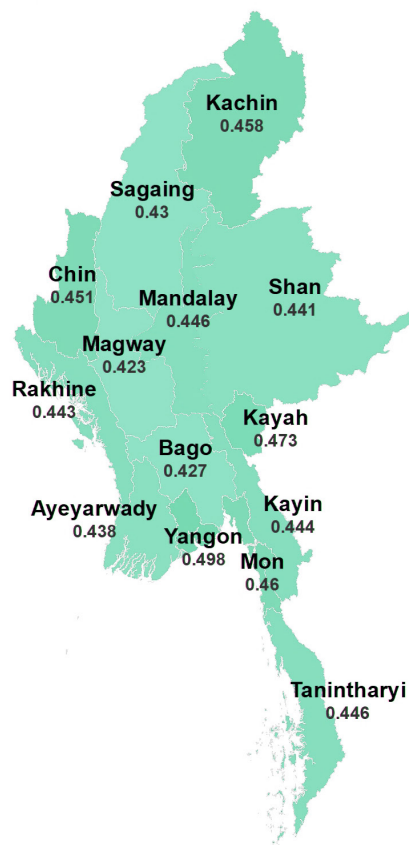 Kachin
0.458
Sagaing
0.43
Chin
0.451
Mandalay
0.446
Shan
0.441
Magway
0.423
Rakhine
0.443
Kayah
0.473
Bago
0.427
Ayeyarwady
0.438
Kayin
0.444
Yangon
0.498
Mon
0.46
Tanintharyi
0.446